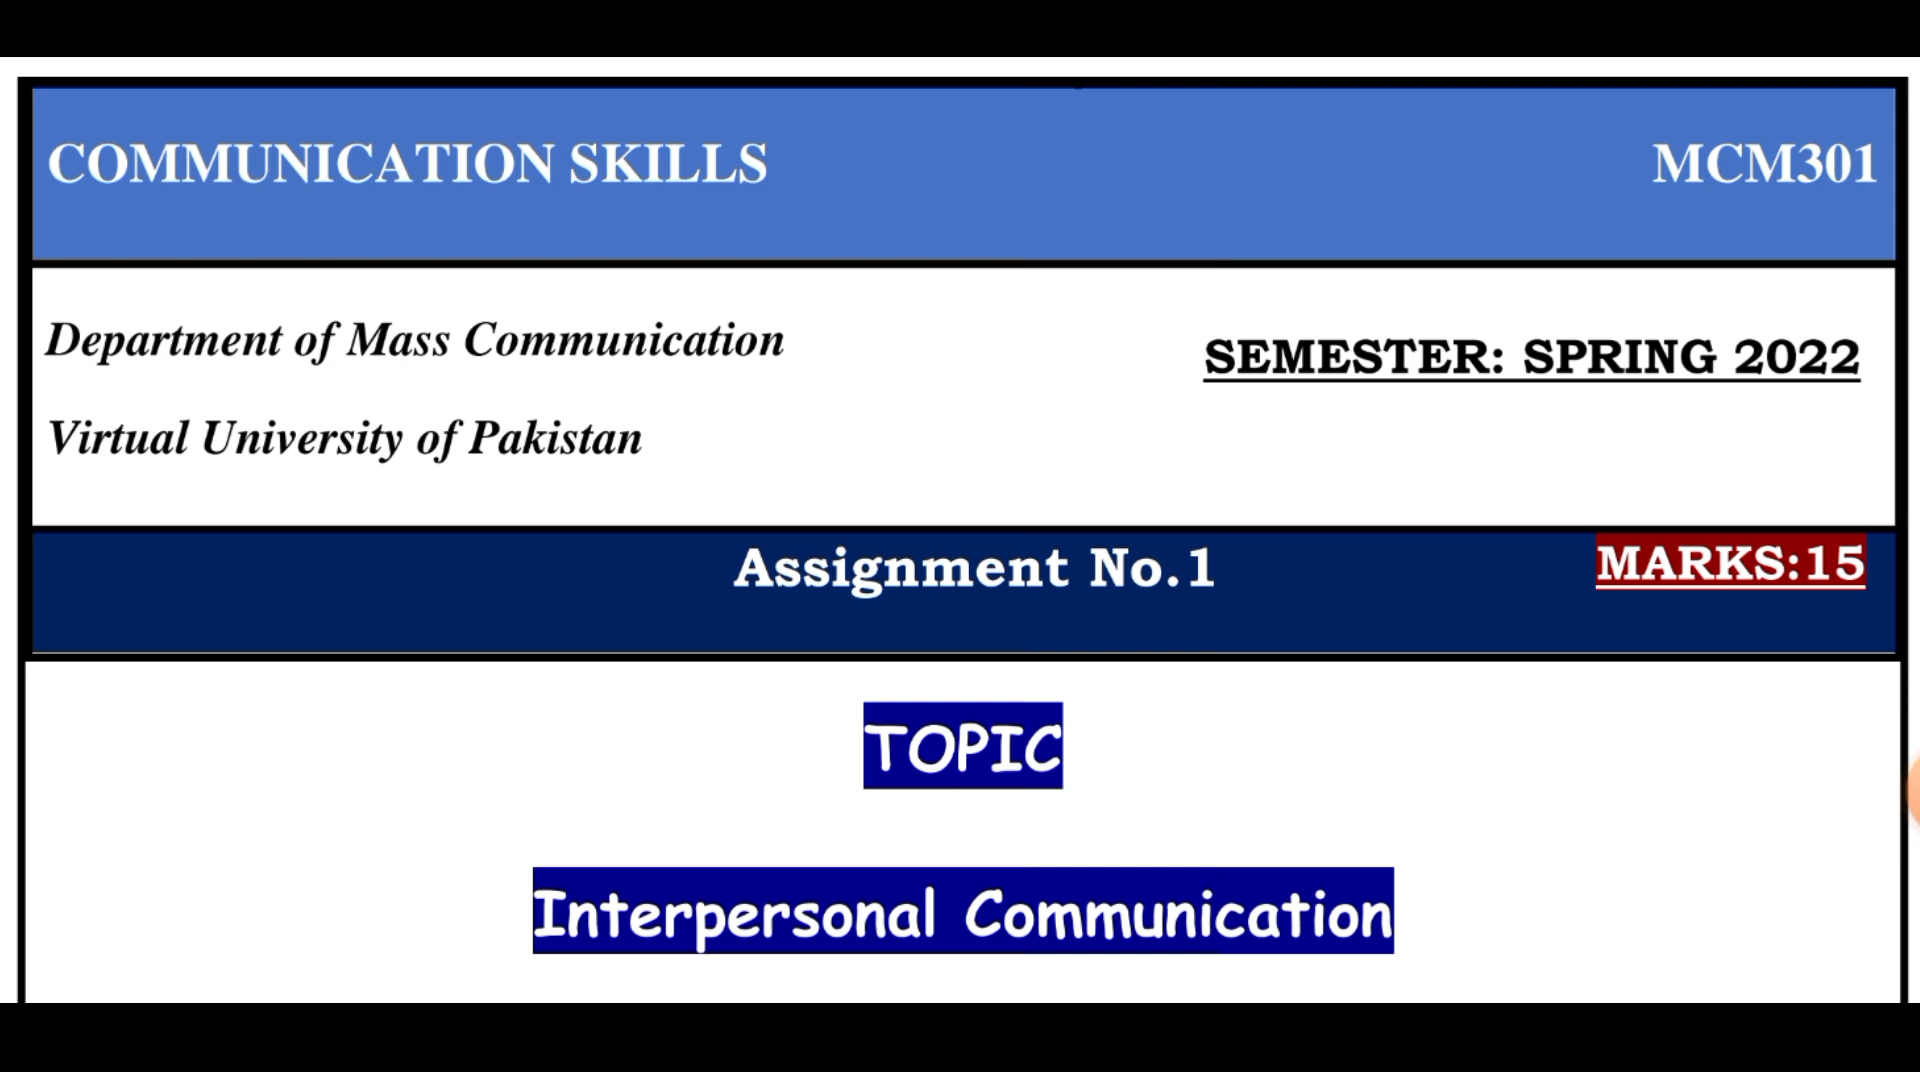 COMMUNICATION SKILLS MCM301
Department of Mass Communication
SEMESTER: SPRING 2022
Virtual University of Pakistan
Assignment No.1 MARKS:15
TOPIC
Interpersonal Communication